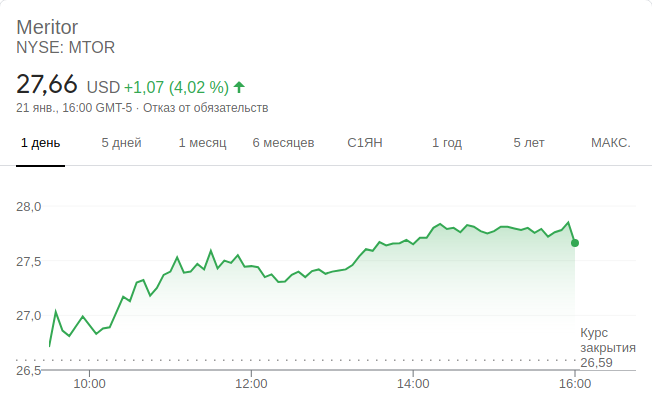 Meritor
NYSE: MTOR
27,66 USD +1,07 (4,02 %)
21 янв., 16:00 GMT-5 · Отказ от обязательств
1 день 5 дней 1 месяц 6 месяцев С1ЯН 1 год 5 лет МАКС.
28,0
27,5
27,0
26,5
Курс
закрытия
26,59
10:00 12:00 14:00 16:00